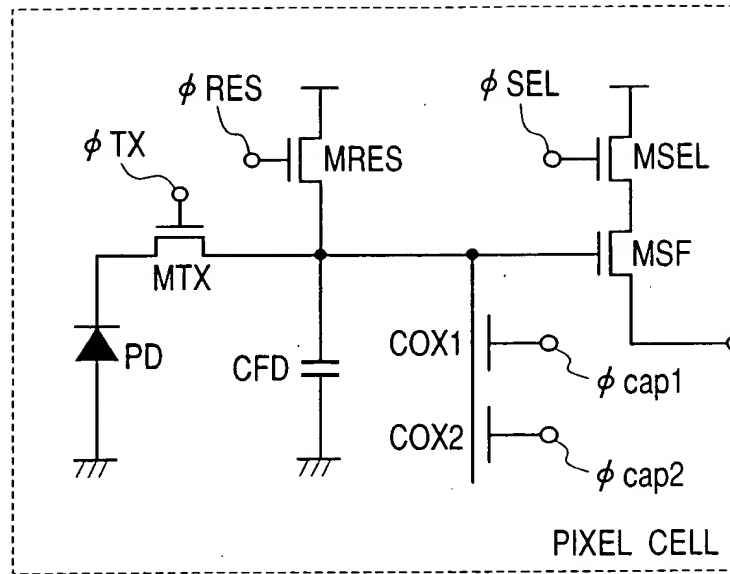 ϕ RES
ϕ SEL
ϕ TX
MRES
MSEL
MTX
MSF
PD
CFD
COX1
ϕ cap1
COX2
ϕ cap2
PIXEL CELL